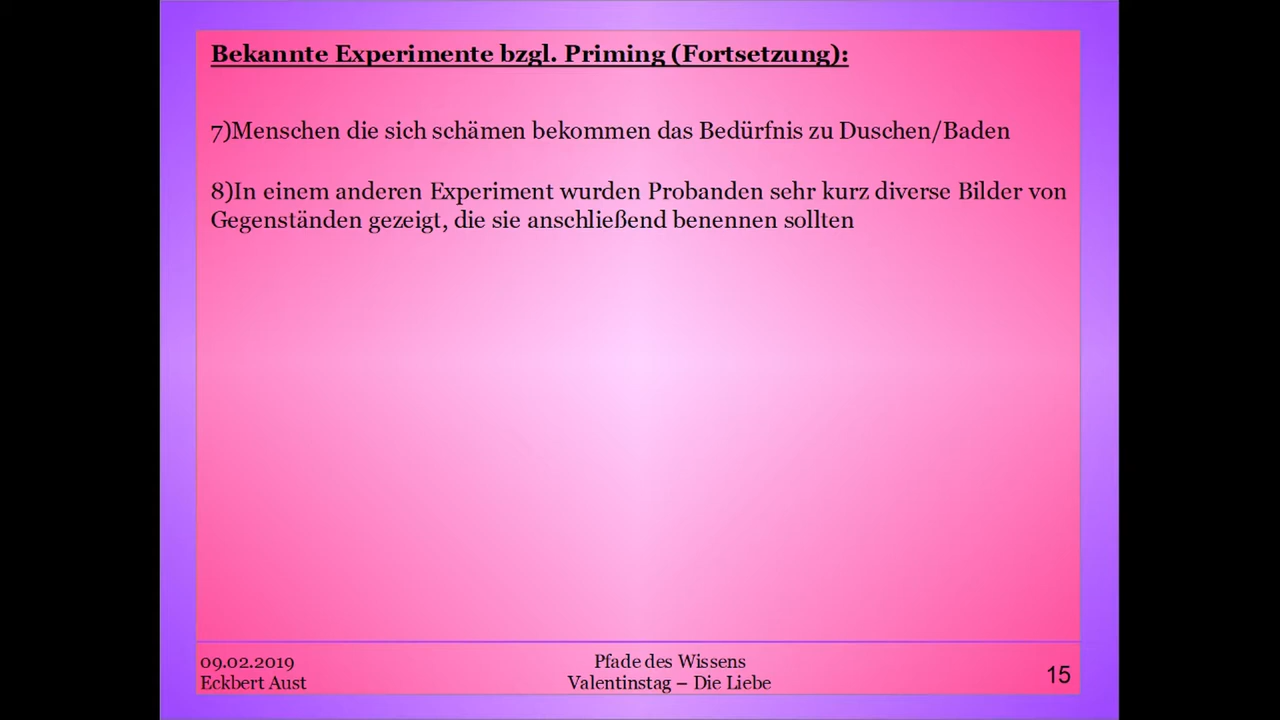 Bekannte Experimente bzgl. Priming (Fortsetzung):
7)Menschen die sich schämen bekommen das Bedürfnis zu Duschen/Baden
8)In einem anderen Experiment wurden Probanden sehr kurz diverse Bilder von
Gegenständen gezeigt, die sie anschließend benennen sollten
09.02.2019
Eckbert Aust
Pfade des Wissens
Valentinstag – Die Liebe
15